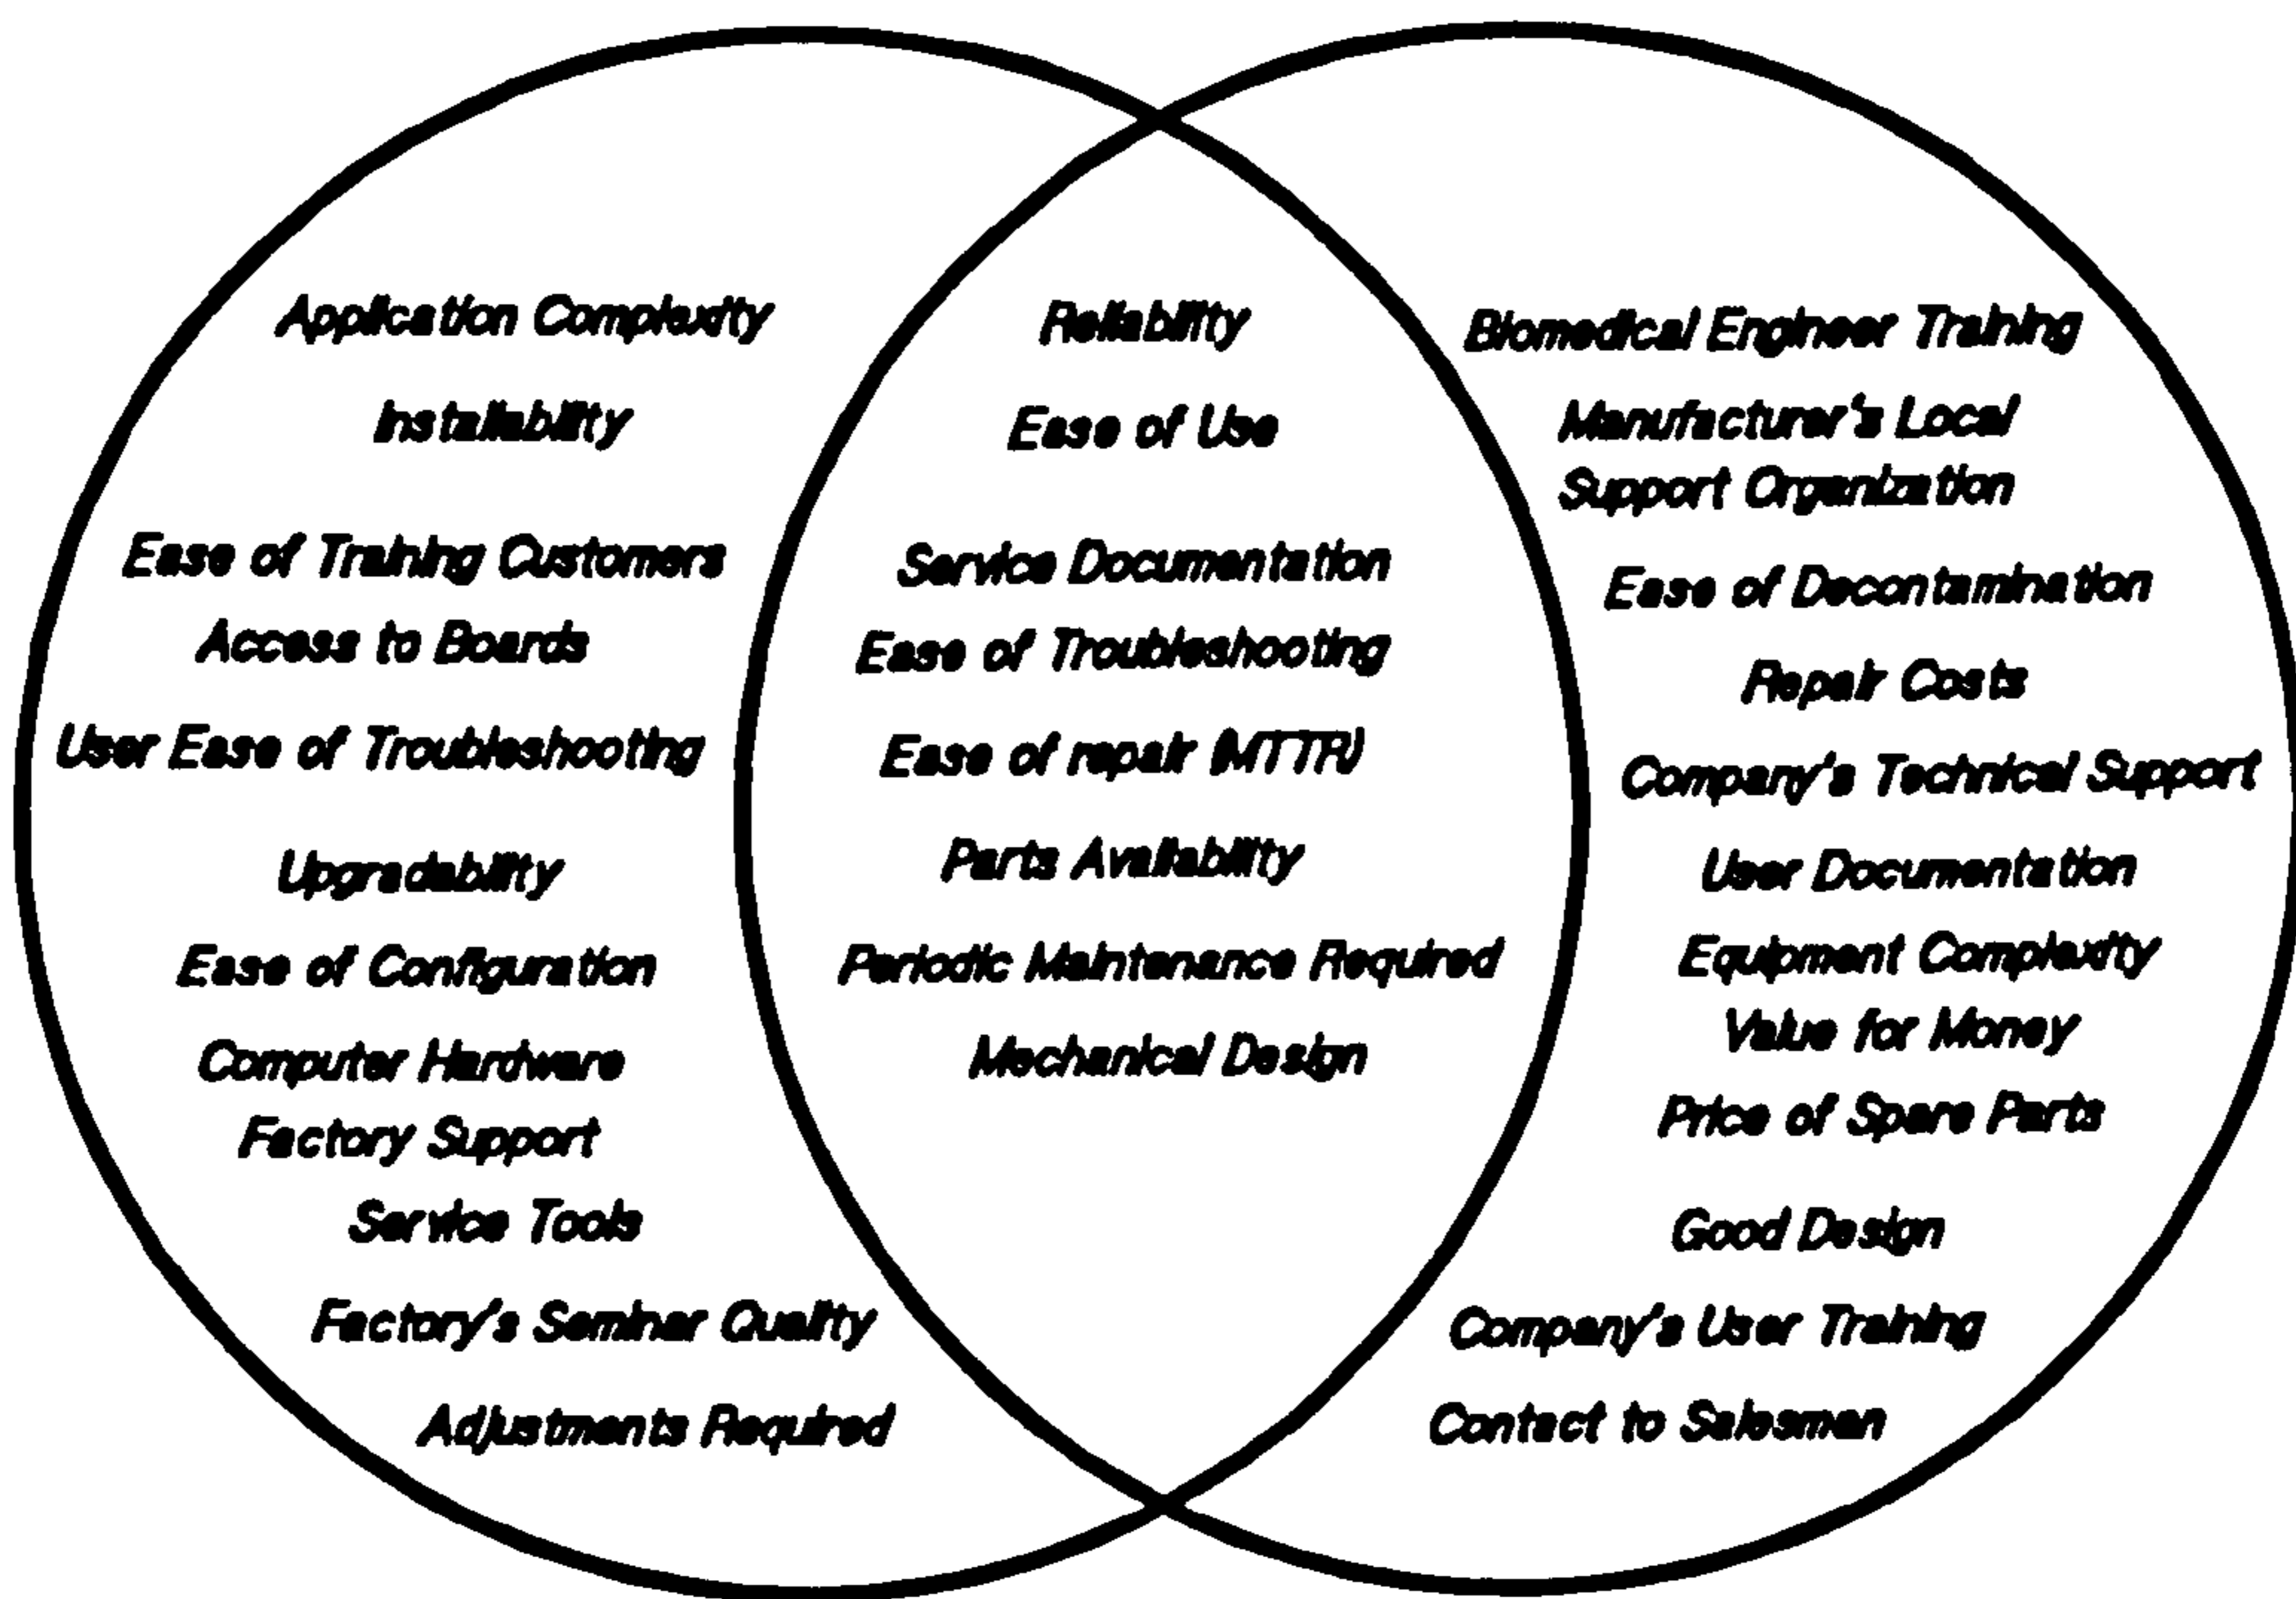 Application Complexity
Installability
Ease of Training Customers
Access to Boards
User Ease of Troubleshooting
Upgradability
Ease of Configuration
Computer Hardware
Factory Support
Service Tools
Factory's Seminar Quality
Adjustments Required
Reliability
Ease of Use
Service Documentation
Ease of Troubleshooting
Ease of repair (MTTR)
Parts Availability
Periodic Maintenance Required
Mechanical Design
Biomedical Engineer Training
Manufacturer's Local
Support Organization
Ease of Decontamination
Repair Costs
Company's Technical Support
User Documentation
Equipment Complexity
Value for Money
Price of Spare Parts
Good Design
Company's User Training
Contact to Salesman